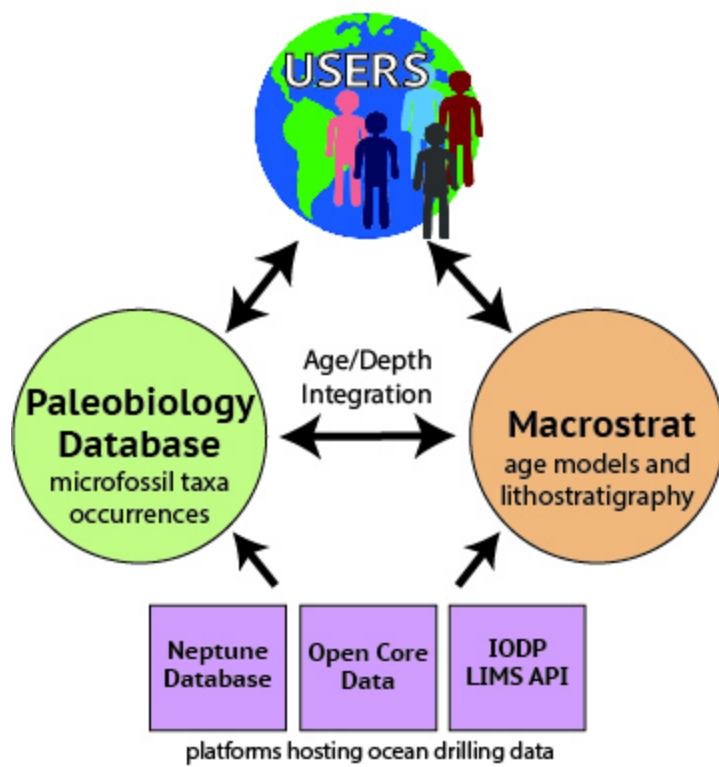 USERS
Age/Depth
Integration
Paleobiology
Database
microfossil taxa
occurrences
Macrostrat
age models and
lithostratigraphy
Neptune
Database
Open Core
Data
IODP
LIMS API
platforms hosting ocean drilling data